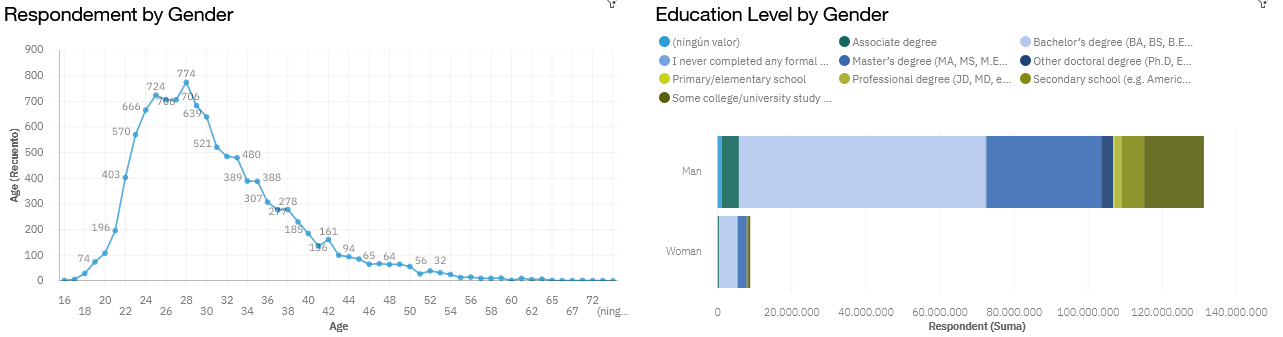 Respondement by Gender
900
800
700
600
500
400
300
200
100
0
Age (Recuento)
74
196
403
570
666
724
706
774
706
639
521
480
389
388
307
277
278
185
136
161
94
65
64
56
32
16 20 24 28 32 36 40 44 48 52 56 60 65 72
18 22 26 30 34 38 42 46 50 54 58 62 67 (ning...
Age
Education Level by Gender
(ningún valor) Associate degree Bachelor's degree (BA, BS, B.E...
I never completed any formal ... Master's degree (MA, MS, M.E... Other doctoral degree (Ph.D, E...
Primary/elementary school Professional degree (JD, MD, e... Secondary school (e.g. Americ...
Some college/university study ...
Man
Woman
0 20.000.000 40.000.000 60.000.000 80.000.000 100.000.000 120.000.000 140.000.000
Respondent (Suma)